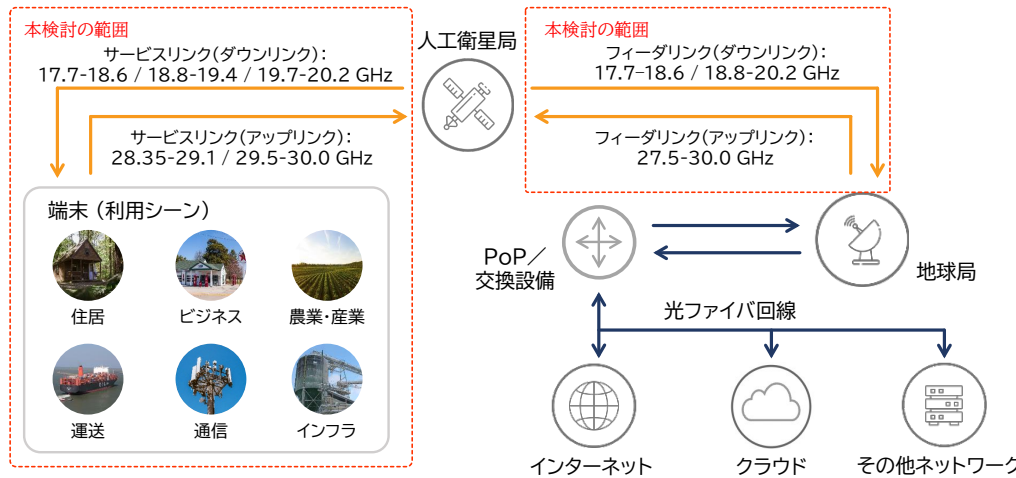 本検討の範囲
サービスリンク(ダウンリンク):
17.7-18.6 / 18.8-19.4 / 19.7-20.2 GHz
サービスリンク(アップリンク):
28.35-29.1 / 29.5-30.0 GHz
人工衛星局
本検討の範囲
フィーダリンク(ダウンリンク):
17.7-18.6 / 18.8-20.2 GHz
フィーダリンク(アップリンク):
27.5-30.0 GHz
端末 (利用シーン)
住居
ビジネス
農業・産業
運送
通信
インフラ
PoP/
交換設備
地球局
光ファイバ回線
インターネット
クラウド
その他ネットワーク